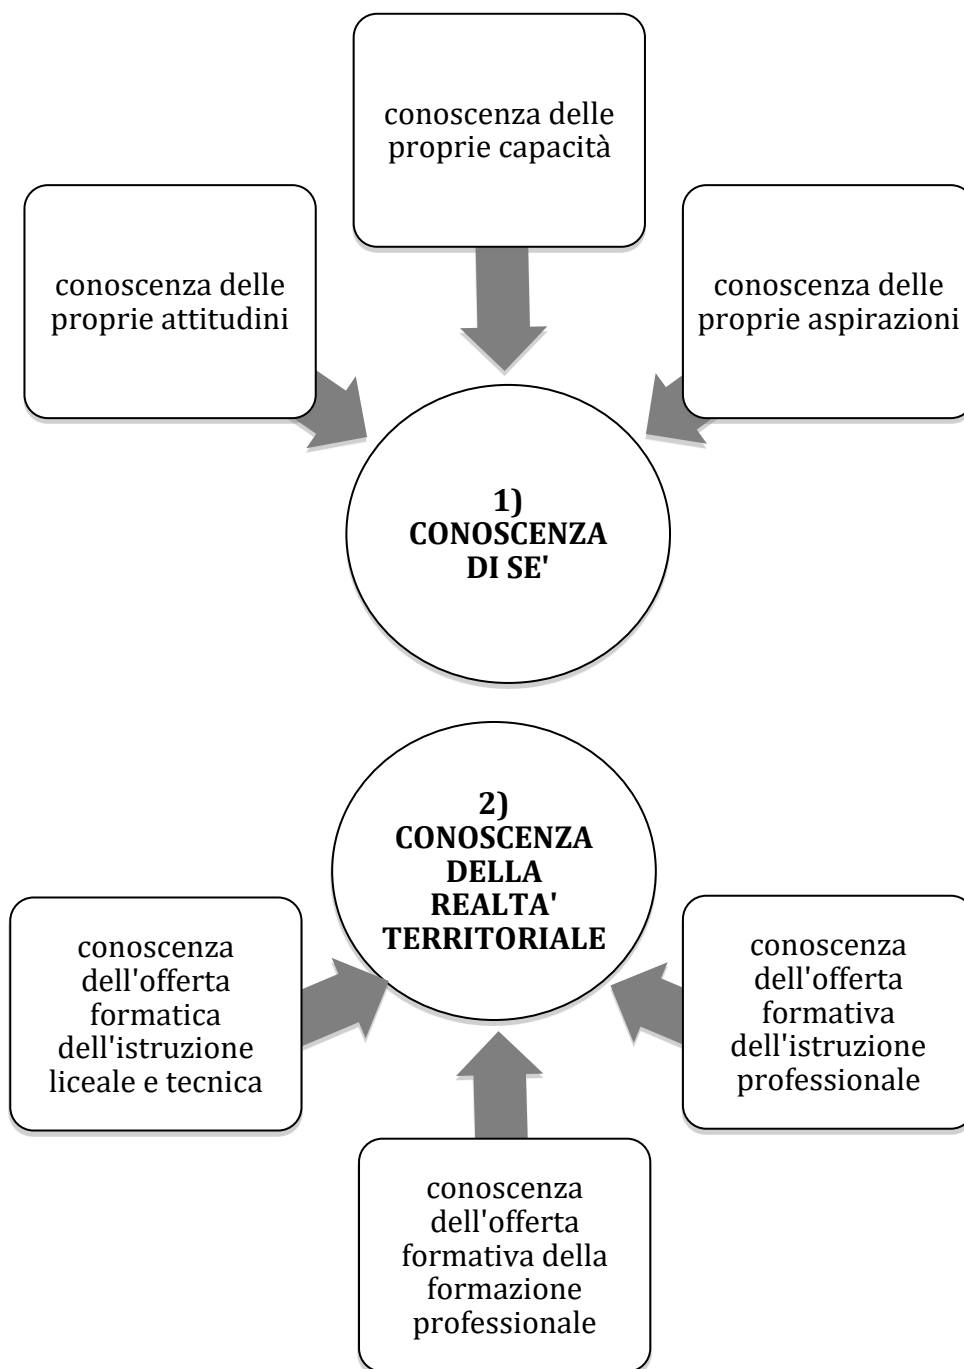 conoscenza delle
proprie capacità
conoscenza delle
proprie attitudini
conoscenza delle
proprie aspirazioni
1)
CONOSCENZA
DI SE'
2)
CONOSCENZA
DELLA
REALTA'
TERRITORIALE
conoscenza
dell'offerta
formatica
dell'istruzione
liceale e tecnica
conoscenza
dell'offerta
formativa
dell'istruzione
professionale
conoscenza
dell'offerta
formativa della
formazione
professionale